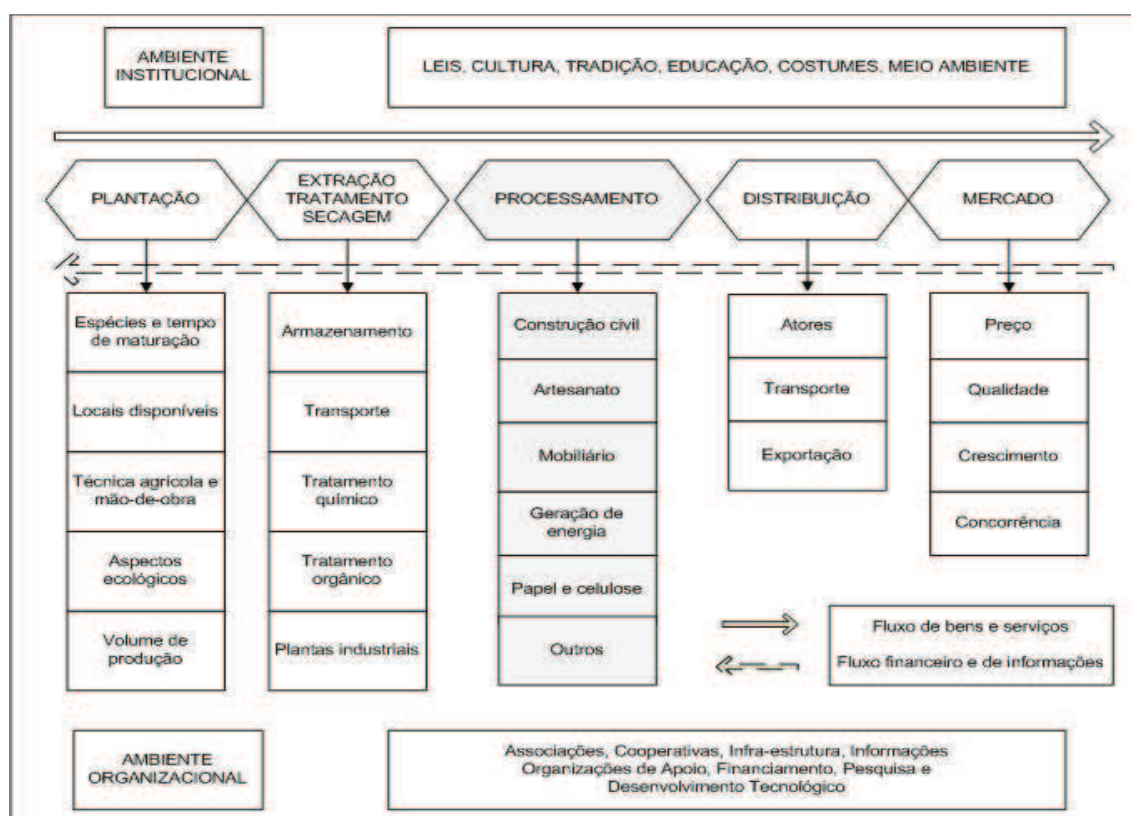 AMBIENTE
INSTITUCIONAL
LEIS, CULTURA, TRADIÇÃO, EDUCAÇÃO, COSTUMES, MEIO AMBIENTE
PLANTAÇÃO
EXTRAÇÃO
TRATAMENTO
SECAGEM
PROCESSAMENTO
DISTRIBUIÇÃO
MERCADO
Espécies e tempo
de maturação
Locais disponíveis
Técnica agrícola e
mão-de-obra
Aspectos
ecológicos
Volume de
produção
Armazenamento
Transporte
Tratamento
químico
Tratamento
orgânico
Plantas industriais
Construção civil
Artesanato
Mobiliário
Geração de
energia
Papel e celulose
Outros
Atores
Transporte
Exportação
Preço
Qualidade
Crescimento
Concorrência
Fluxo de bens e serviços
Fluxo financeiro e de informações
AMBIENTE
ORGANIZACIONAL
Associações, Cooperativas, Infra-estrutura, Informações
Organizações de Apoio, Financiamento, Pesquisa e
Desenvolvimento Tecnológico